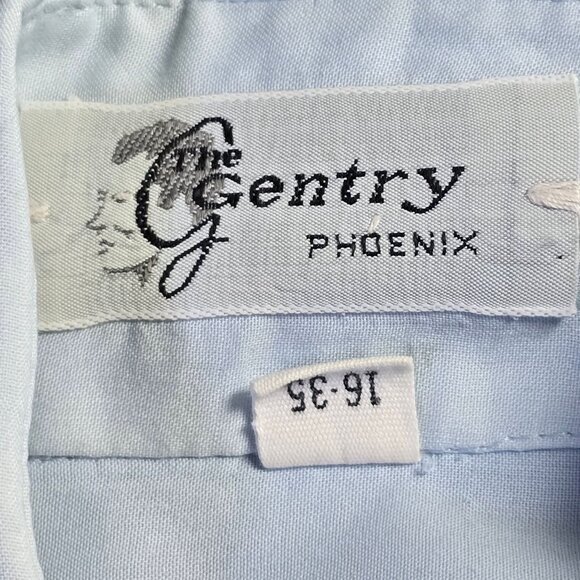 The
Gentry
PHOENIX
16-35